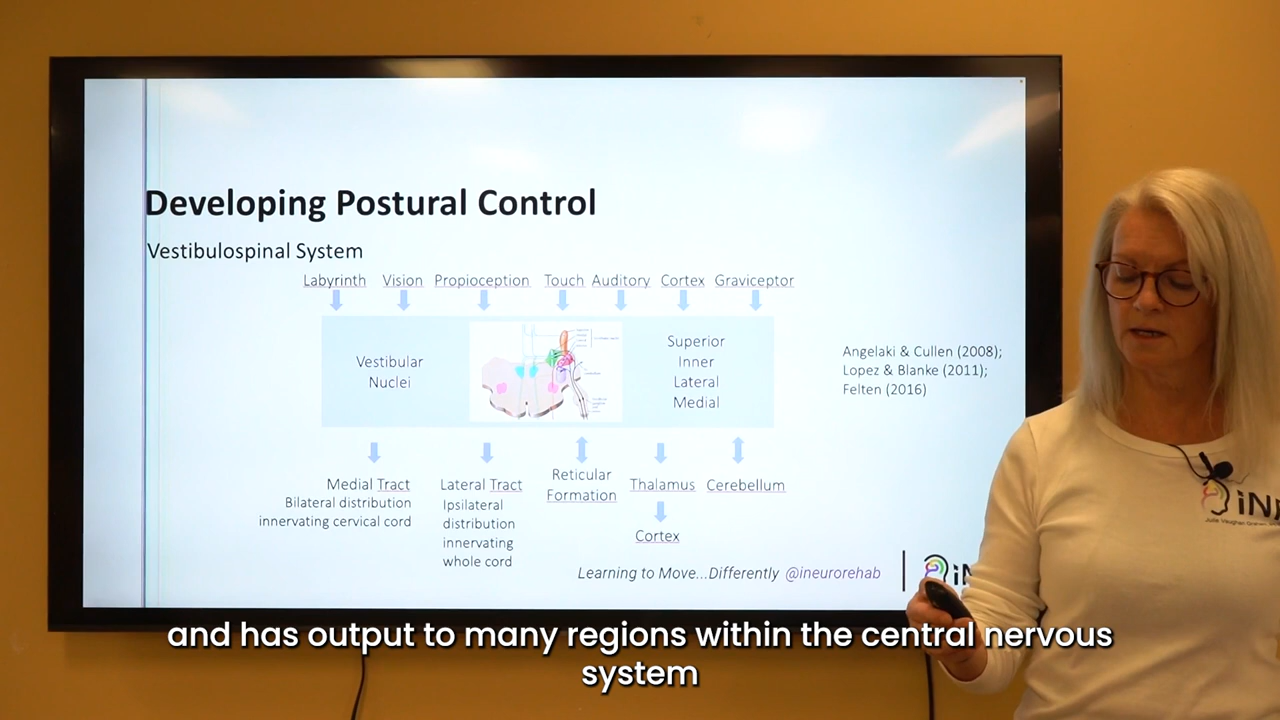 Developing Postural Control
Vestibulospinal System
Labyrinth Vision Propioception Touch Auditory Cortex Graviceptor
Vestibular
Nuclei
Superior
Inner
Lateral
Medial
Angelaki & Cullen (2008);
Lopez & Blanke (2011);
Felten (2016)
Medial Tract
Bilateral distribution
innervating cervical cord
Lateral Tract
Ipsilateral
distribution
innervating
whole cord
Reticular
Formation
Thalamus
Cortex
Cerebellum
Learning to Move...Differently @ineurorehab
and has output to many regions within the central nervous
system